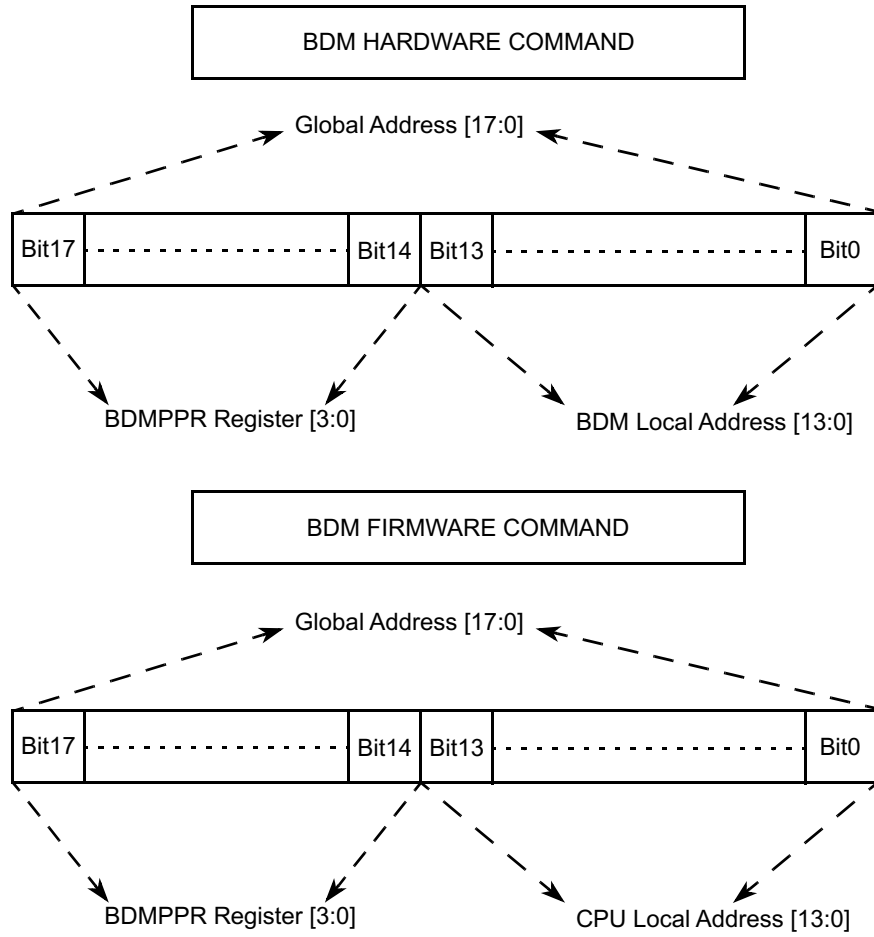 BDM HARDWARE COMMAND
Global Address [17:0]
Bit17 Bit14 Bit13 Bit0
BDMPPR Register [3:0] BDM Local Address [13:0]
BDM FIRMWARE COMMAND
Global Address [17:0]
Bit17 Bit14 Bit13 Bit0
BDMPPR Register [3:0] CPU Local Address [13:0]